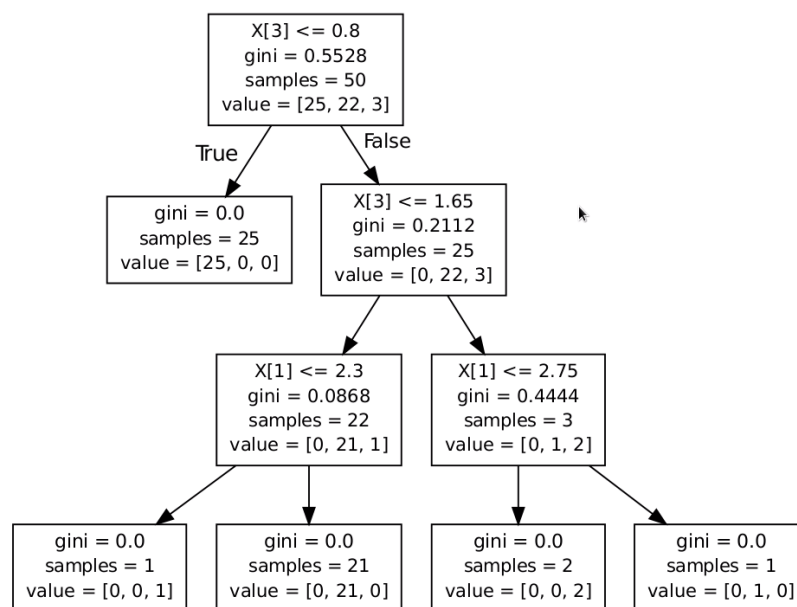 X[3] <= 0.8
gini = 0.5528
samples = 50
value = [25, 22, 3]
True
False
gini = 0.0
samples = 25
value = [25, 0, 0]
X[3] <= 1.65
gini = 0.2112
samples = 25
value = [0, 22, 3]
X[1] <= 2.3
gini = 0.0868
samples = 22
value = [0, 21, 1]
X[1] <= 2.75
gini = 0.4444
samples = 3
value = [0, 1, 2]
gini = 0.0
samples = 1
value = [0, 0, 1]
gini = 0.0
samples = 21
value = [0, 21, 0]
gini = 0.0
samples = 2
value = [0, 0, 2]
gini = 0.0
samples = 1
value = [0, 1, 0]